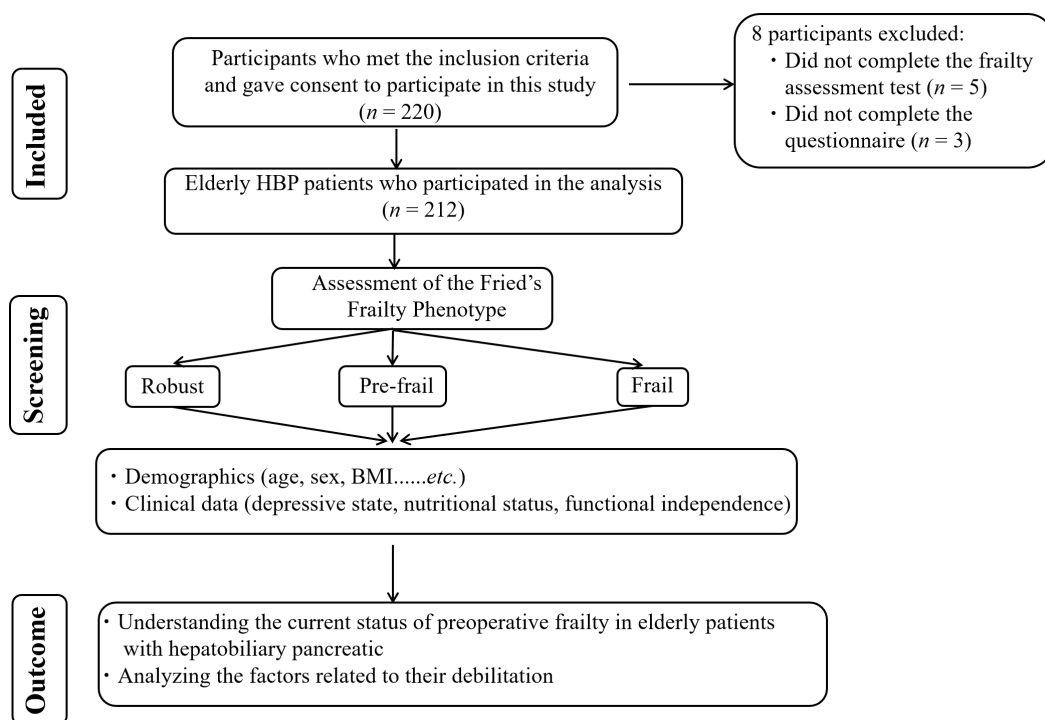 Included
Participants who met the inclusion criteria
and gave consent to participate in this study
(n = 220)
8 participants excluded:
・Did not complete the frailty
assessment test (n = 5)
・Did not complete the
questionnaire (n = 3)
Elderly HBP patients who participated in the analysis
(n = 212)
Screening
Assessment of the Fried’s
Frailty Phenotype
Robust
Pre-frail
Frail
・Demographics (age, sex, BMI......etc.)
・Clinical data (depressive state, nutritional status, functional independence)
Outcome
・Understanding the current status of preoperative frailty in elderly patients
with hepatobiliary pancreatic
・Analyzing the factors related to their debilitation